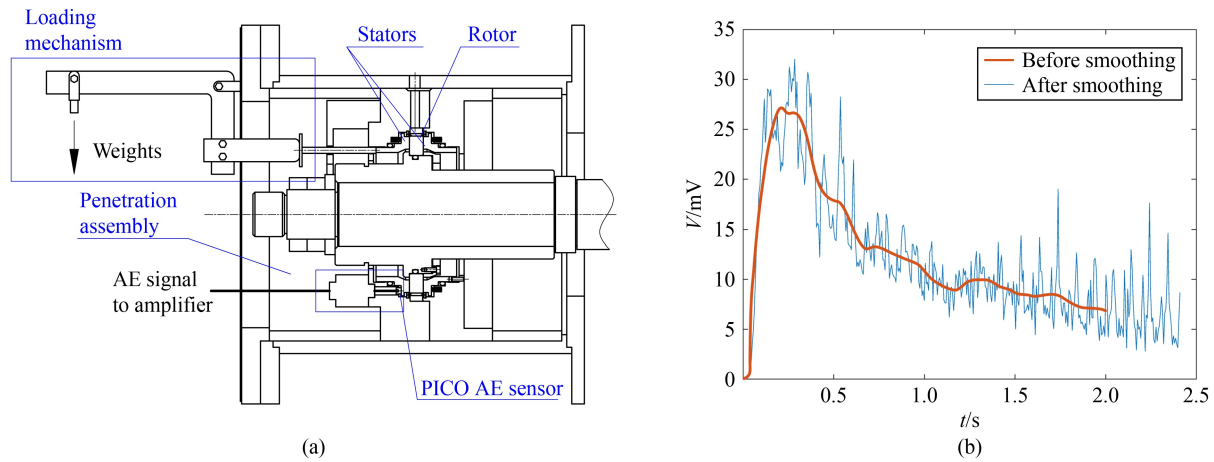 Loading
mechanism
Stators
Rotor
Weights
Penetration
assembly
AE signal
to amplifier
PICO AE sensor
(a)
35
30
25
20
15
10
5
0
V/mV
Before smoothing
After smoothing
0.5
1.0
1.5
2.0
2.5
t/s
(b)